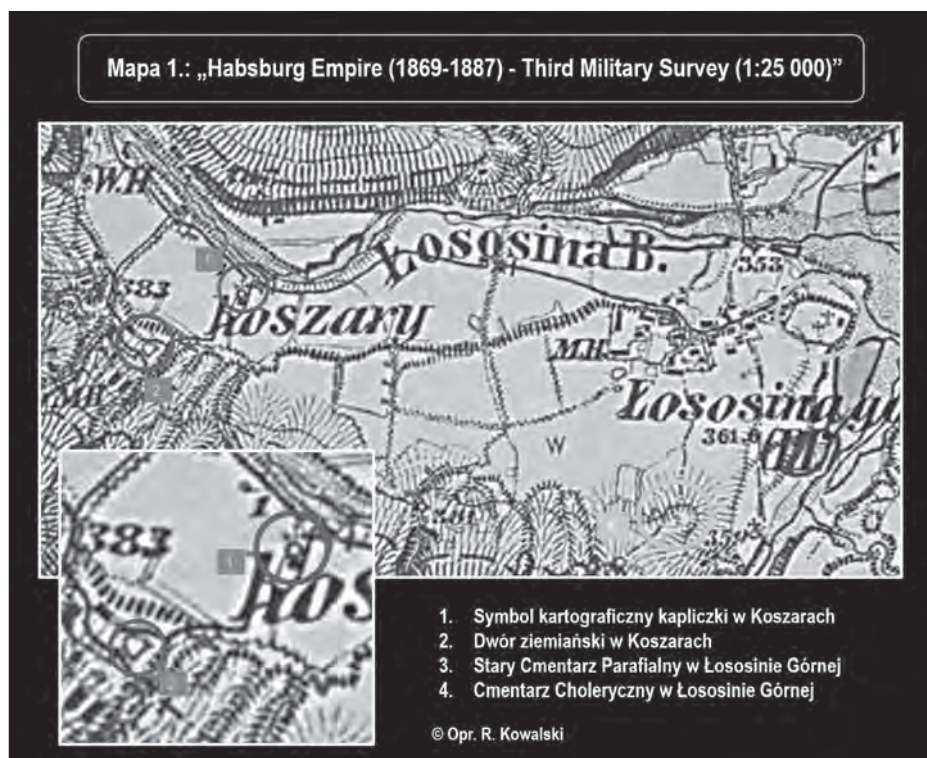 Mapa 1.: „Habsburg Empire (1869-1887) - Third Military Survey (1:25 000)”
W.H
Łososina B.
353
383
1
Koszary
M.H
2
Łososina
W
361.6
383
1
1. Symbol kartograficzny kapliczki w Koszarach
2. Dwór ziemiański w Koszarach
3. Stary Cmentarz Parafialny w Łososinie Górnej
4. Cmentarz Choleryczny w Łososinie Górnej
© Opr. R. Kowalski